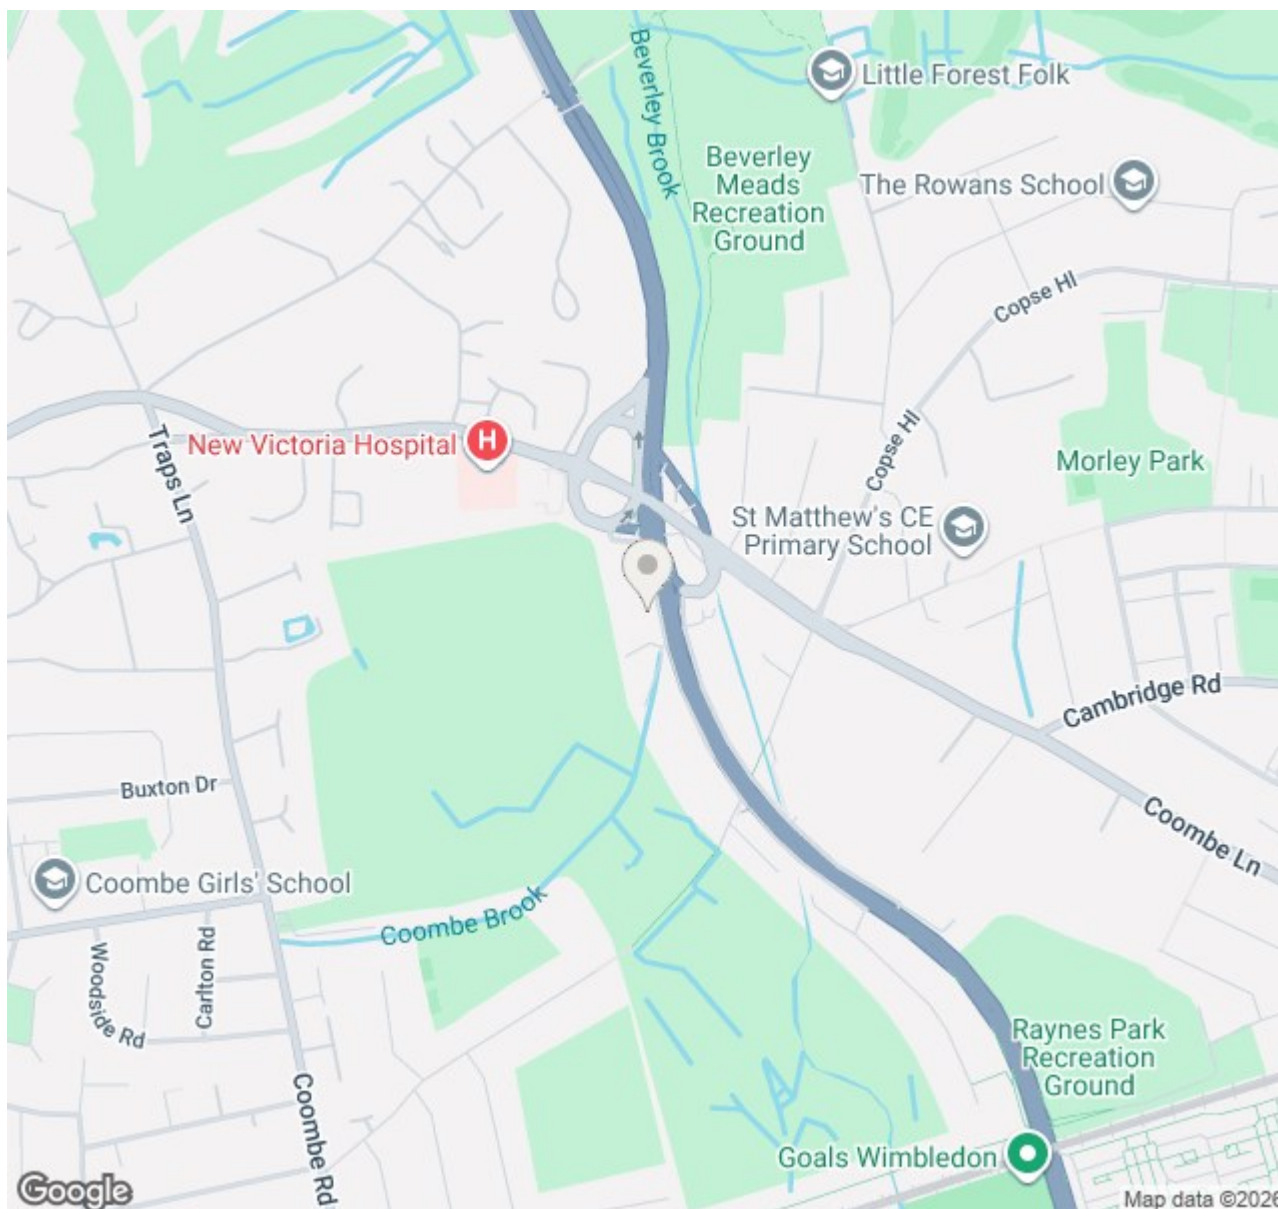 Beverley Brook
Little Forest Folk
Beverley
Meads
Recreation
Ground
The Rowans School
Copse Hl
Traps Ln
New Victoria Hospital
H
Copse Hl
Morley Park
St Matthew's CE
Primary School
Cambridge Rd
Buxton Dr
Coombe Ln
Coombe Girls' School
Coombe Brook
Woodside Rd
Carlton Rd
Raynes Park
Recreation
Ground
Coombe Rd
Goals Wimbledon
Google
Map data ©2026